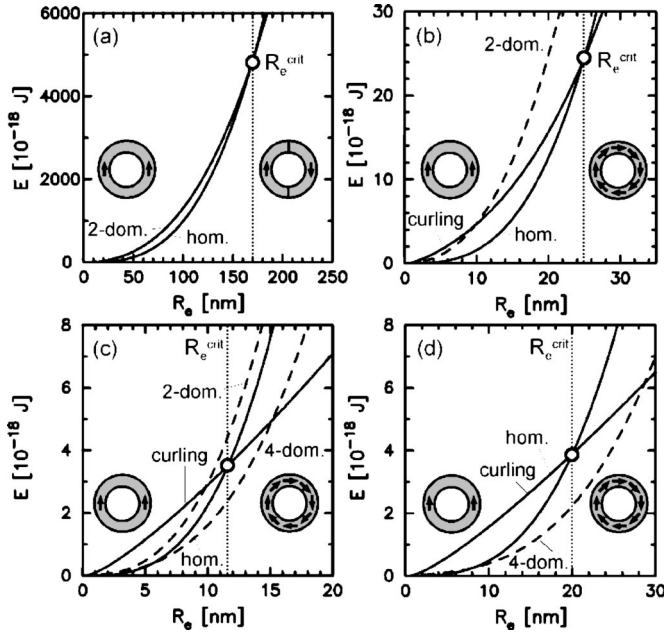 (a)
6000
4000
2000
0
E [10⁻¹⁸ J]
R_e^crit
2-dom.
hom.
0 50 100 150 200 250
R_e [nm]
(b)
30
20
10
0
E [10⁻¹⁸ J]
2-dom.
R_e^crit
curling
hom.
0 10 20 30
R_e [nm]
(c)
8
6
4
2
0
E [10⁻¹⁸ J]
R_e^crit
2-dom.
curling
4-dom.
hom.
0 5 10 15 20
R_e [nm]
(d)
8
6
4
2
0
E [10⁻¹⁸ J]
R_e^crit
hom.
curling
4-dom.
0 10 20 30
R_e [nm]